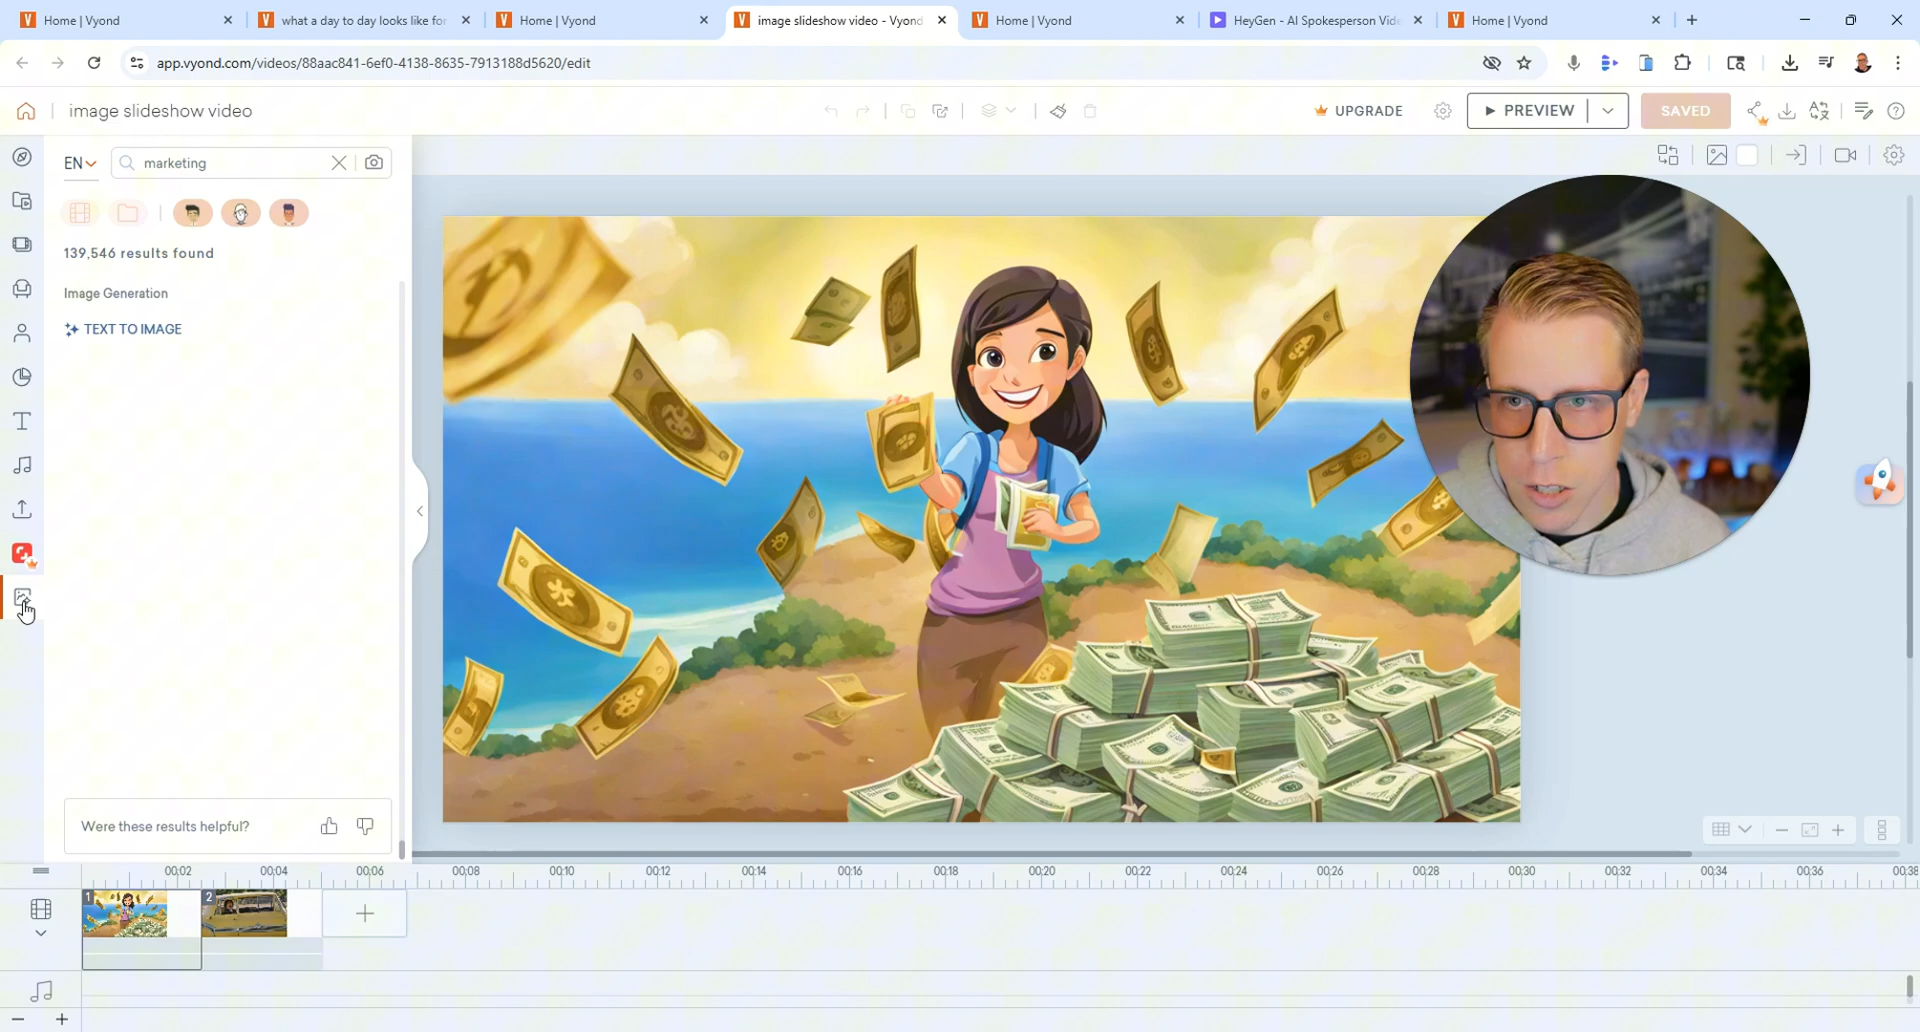 Home | Vyond
what a day to day looks like for
Home | Vyond
image slideshow video - Vyond
Home | Vyond
HeyGen - AI Spokesperson Vide
Home | Vyond
app.vyond.com/videos/88aac841-6ef0-4138-8635-7913188d5620/edit
image slideshow video
UPGRADE
PREVIEW
SAVED
EN
marketing
139,546 results found
Image Generation
TEXT TO IMAGE
Were these results helpful?
00:02 00:04 00:06 00:08 00:10 00:12 00:14 00:16 00:18 00:20 00:22 00:24 00:26 00:28 00:30 00:32 00:34 00:36 00:38
1
2